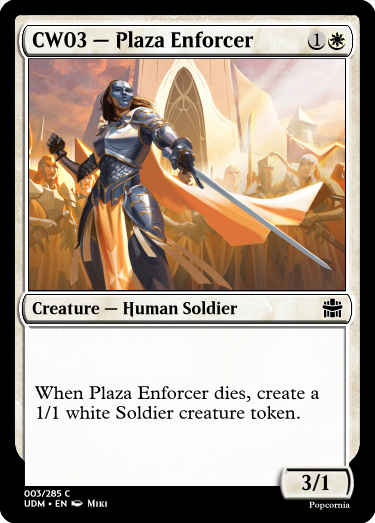 CW03 — Plaza Enforcer 1
Creature — Human Soldier
When Plaza Enforcer dies, create a
1/1 white Soldier creature token.
3/1
003/285 C
UDM • EN Miki
Popcornia